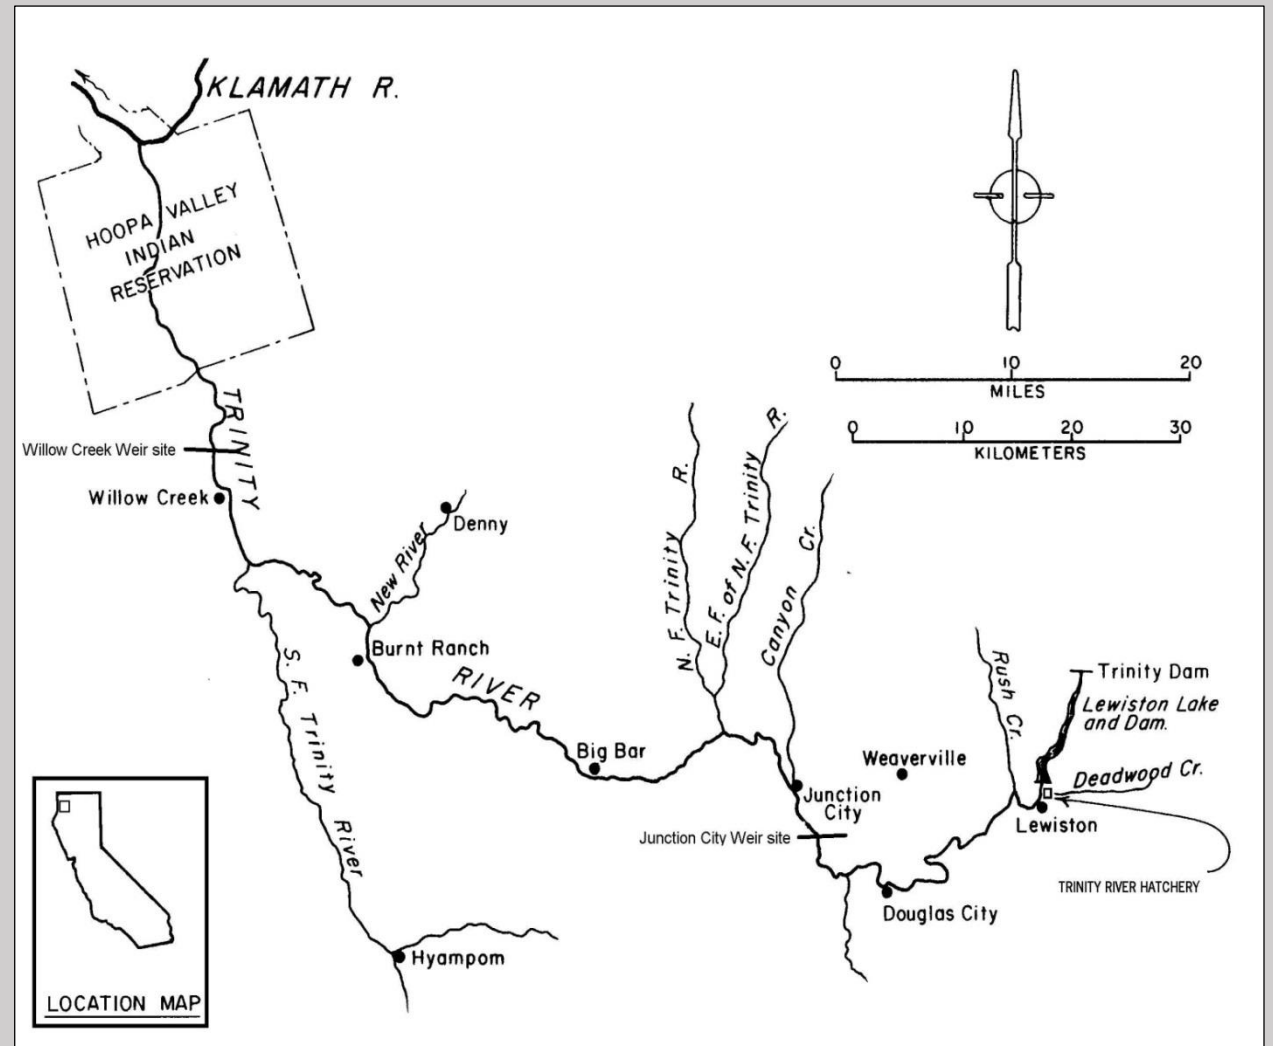 KLAMATH R.
HOOPA VALLEY
INDIAN
RESERVATION
0 10 20
MILES
0 10 20 30
KILOMETERS
TRINITY
Willow Creek Weir site
Willow Creek
Denny
New River
N. F. Trinity R.
E. F. of N. F. Trinity R.
Canyon Cr.
Burnt Ranch
RIVER
S. F. Trinity River
Rush Cr.
Trinity Dam
Lewiston Lake
and Dam.
Big Bar
Weaverville
Deadwood Cr.
Junction
City
Lewiston
Junction City Weir site
TRINITY RIVER HATCHERY
Douglas City
Hyampom
LOCATION MAP